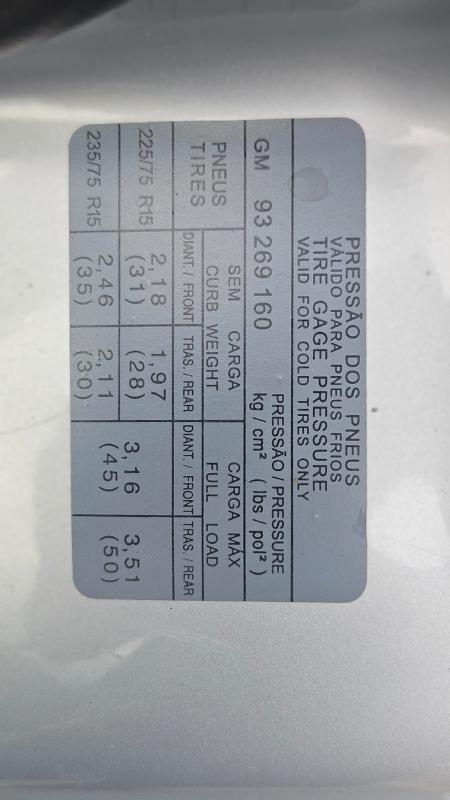 PRESSÃO DOS PNEUS
VÁLIDO PARA PNEUS FRIOS
TIRE GAGE PRESSURE
VALID FOR COLD TIRES ONLY
GM 93 269 160
PRESSÃO / PRESSURE
kg / cm² ( lbs / pol² )
PNEUS
TIRES
SEM CARGA
CURB WEIGHT
CARGA MÁX
FULL LOAD
DIANT. / FRONT TRAS. / REAR DIANT. / FRONT TRAS. / REAR
225/75 R15 2,18 1,97
(31) (28)
3,16 3,51
(45) (50)
235/75 R15 2,46 2,11
(35) (30)